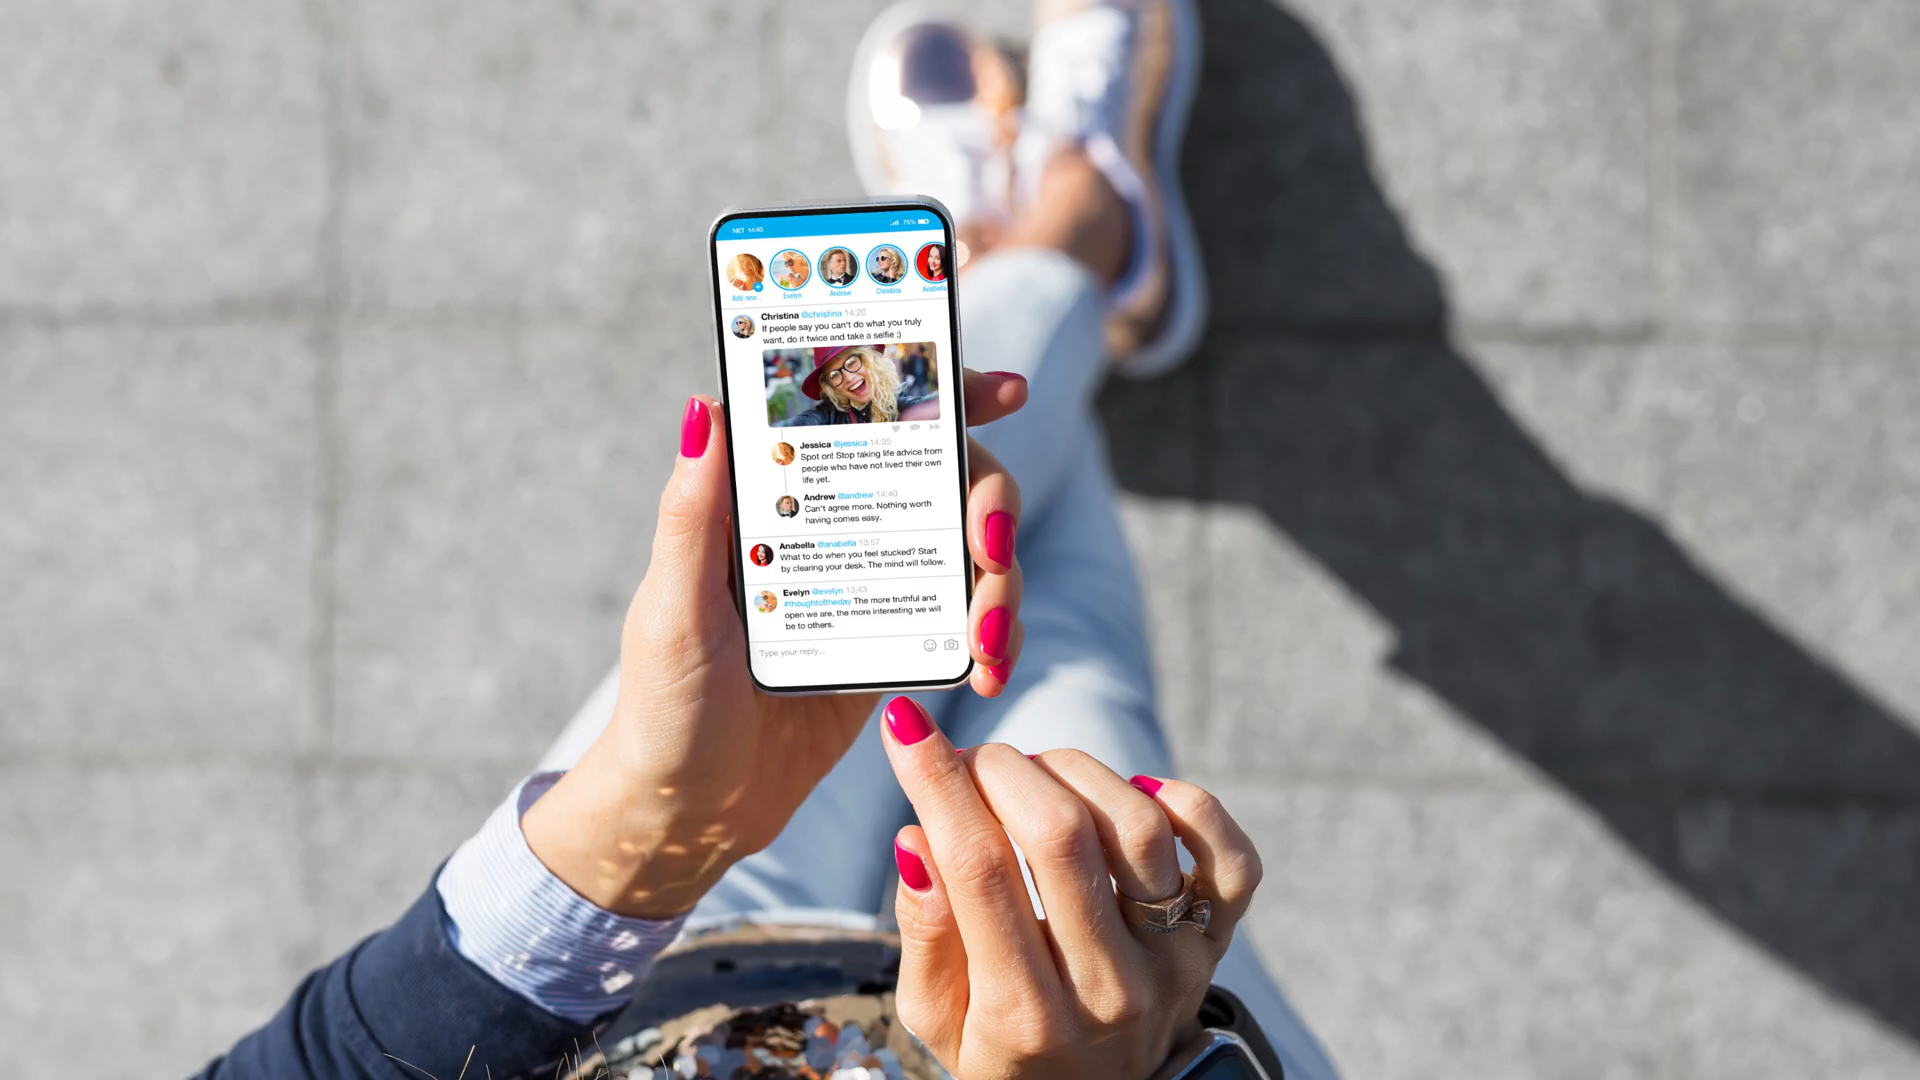 NET 14:40
75%
Add new...
Evelyn
Andrew
Christina
Anabella
Christina @christina 14:20
If people say you can't do what you truly
want, do it twice and take a selfie ;)
Jessica @jessica 14:35
Spot on! Stop taking life advice from
people who have not lived their own
life yet.
Andrew @andrew 14:40
Can't agree more. Nothing worth
having comes easy.
Anabella @anabella 13:57
What to do when you feel stucked? Start
by clearing your desk. The mind will follow.
Evelyn @evelyn 13:43
#thoughtoftheday The more truthful and
open we are, the more interesting we will
be to others.
Type your reply...